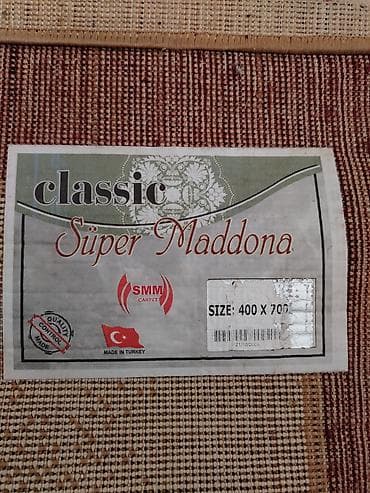 classic
Süper Maddona
SMM
CARPET
SIZE: 400 X 700
QUALITY
CONTROL
MADE
MADE IN TURKEY